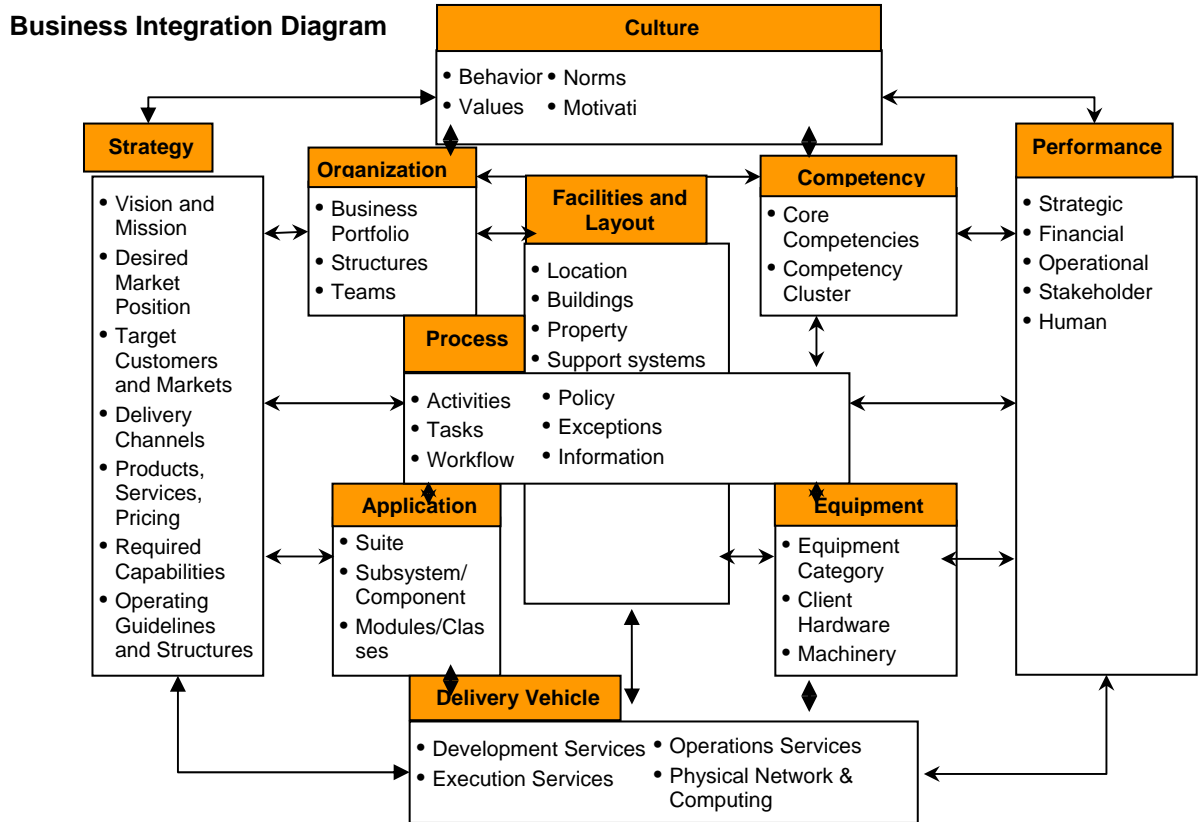 Business Integration Diagram
Culture
• Behavior • Norms
• Values • Motivati
Strategy
• Vision and
Mission
• Desired
Market
Position
• Target
Customers
and Markets
• Delivery
Channels
• Products,
Services,
Pricing
• Required
Capabilities
• Operating
Guidelines
and Structures
Organization
• Business
Portfolio
• Structures
• Teams
Facilities and
Layout
• Location
• Buildings
• Property
• Support systems
Competency
• Core
Competencies
• Competency
Cluster
Performance
• Strategic
• Financial
• Operational
• Stakeholder
• Human
Process
• Activities
• Tasks
• Workflow
• Policy
• Exceptions
• Information
Application
• Suite
• Subsystem/
Component
• Modules/Clas
ses
Equipment
• Equipment
Category
• Client
Hardware
• Machinery
Delivery Vehicle
• Development Services
• Execution Services
• Operations Services
• Physical Network &
Computing